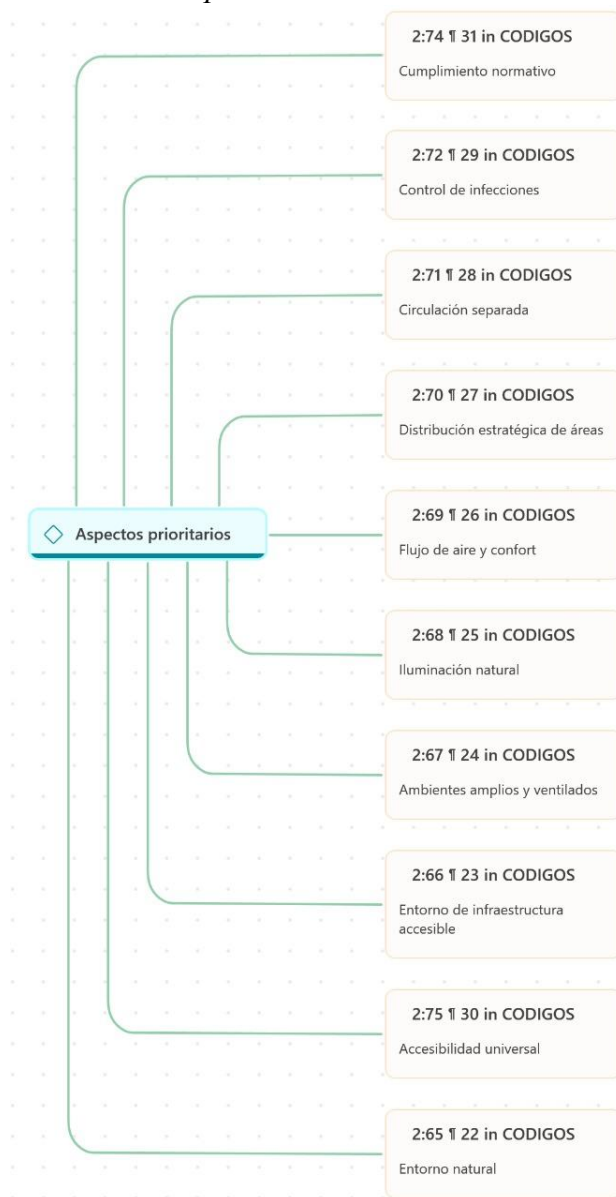 2:74 ¶ 31 in CODIGOS
Cumplimiento normativo
2:72 ¶ 29 in CODIGOS
Control de infecciones
2:71 ¶ 28 in CODIGOS
Circulación separada
2:70 ¶ 27 in CODIGOS
Distribución estratégica de áreas
Aspectos prioritarios
2:69 ¶ 26 in CODIGOS
Flujo de aire y confort
2:68 ¶ 25 in CODIGOS
Iluminación natural
2:67 ¶ 24 in CODIGOS
Ambientes amplios y ventilados
2:66 ¶ 23 in CODIGOS
Entorno de infraestructura
accesible
2:75 ¶ 30 in CODIGOS
Accesibilidad universal
2:65 ¶ 22 in CODIGOS
Entorno natural